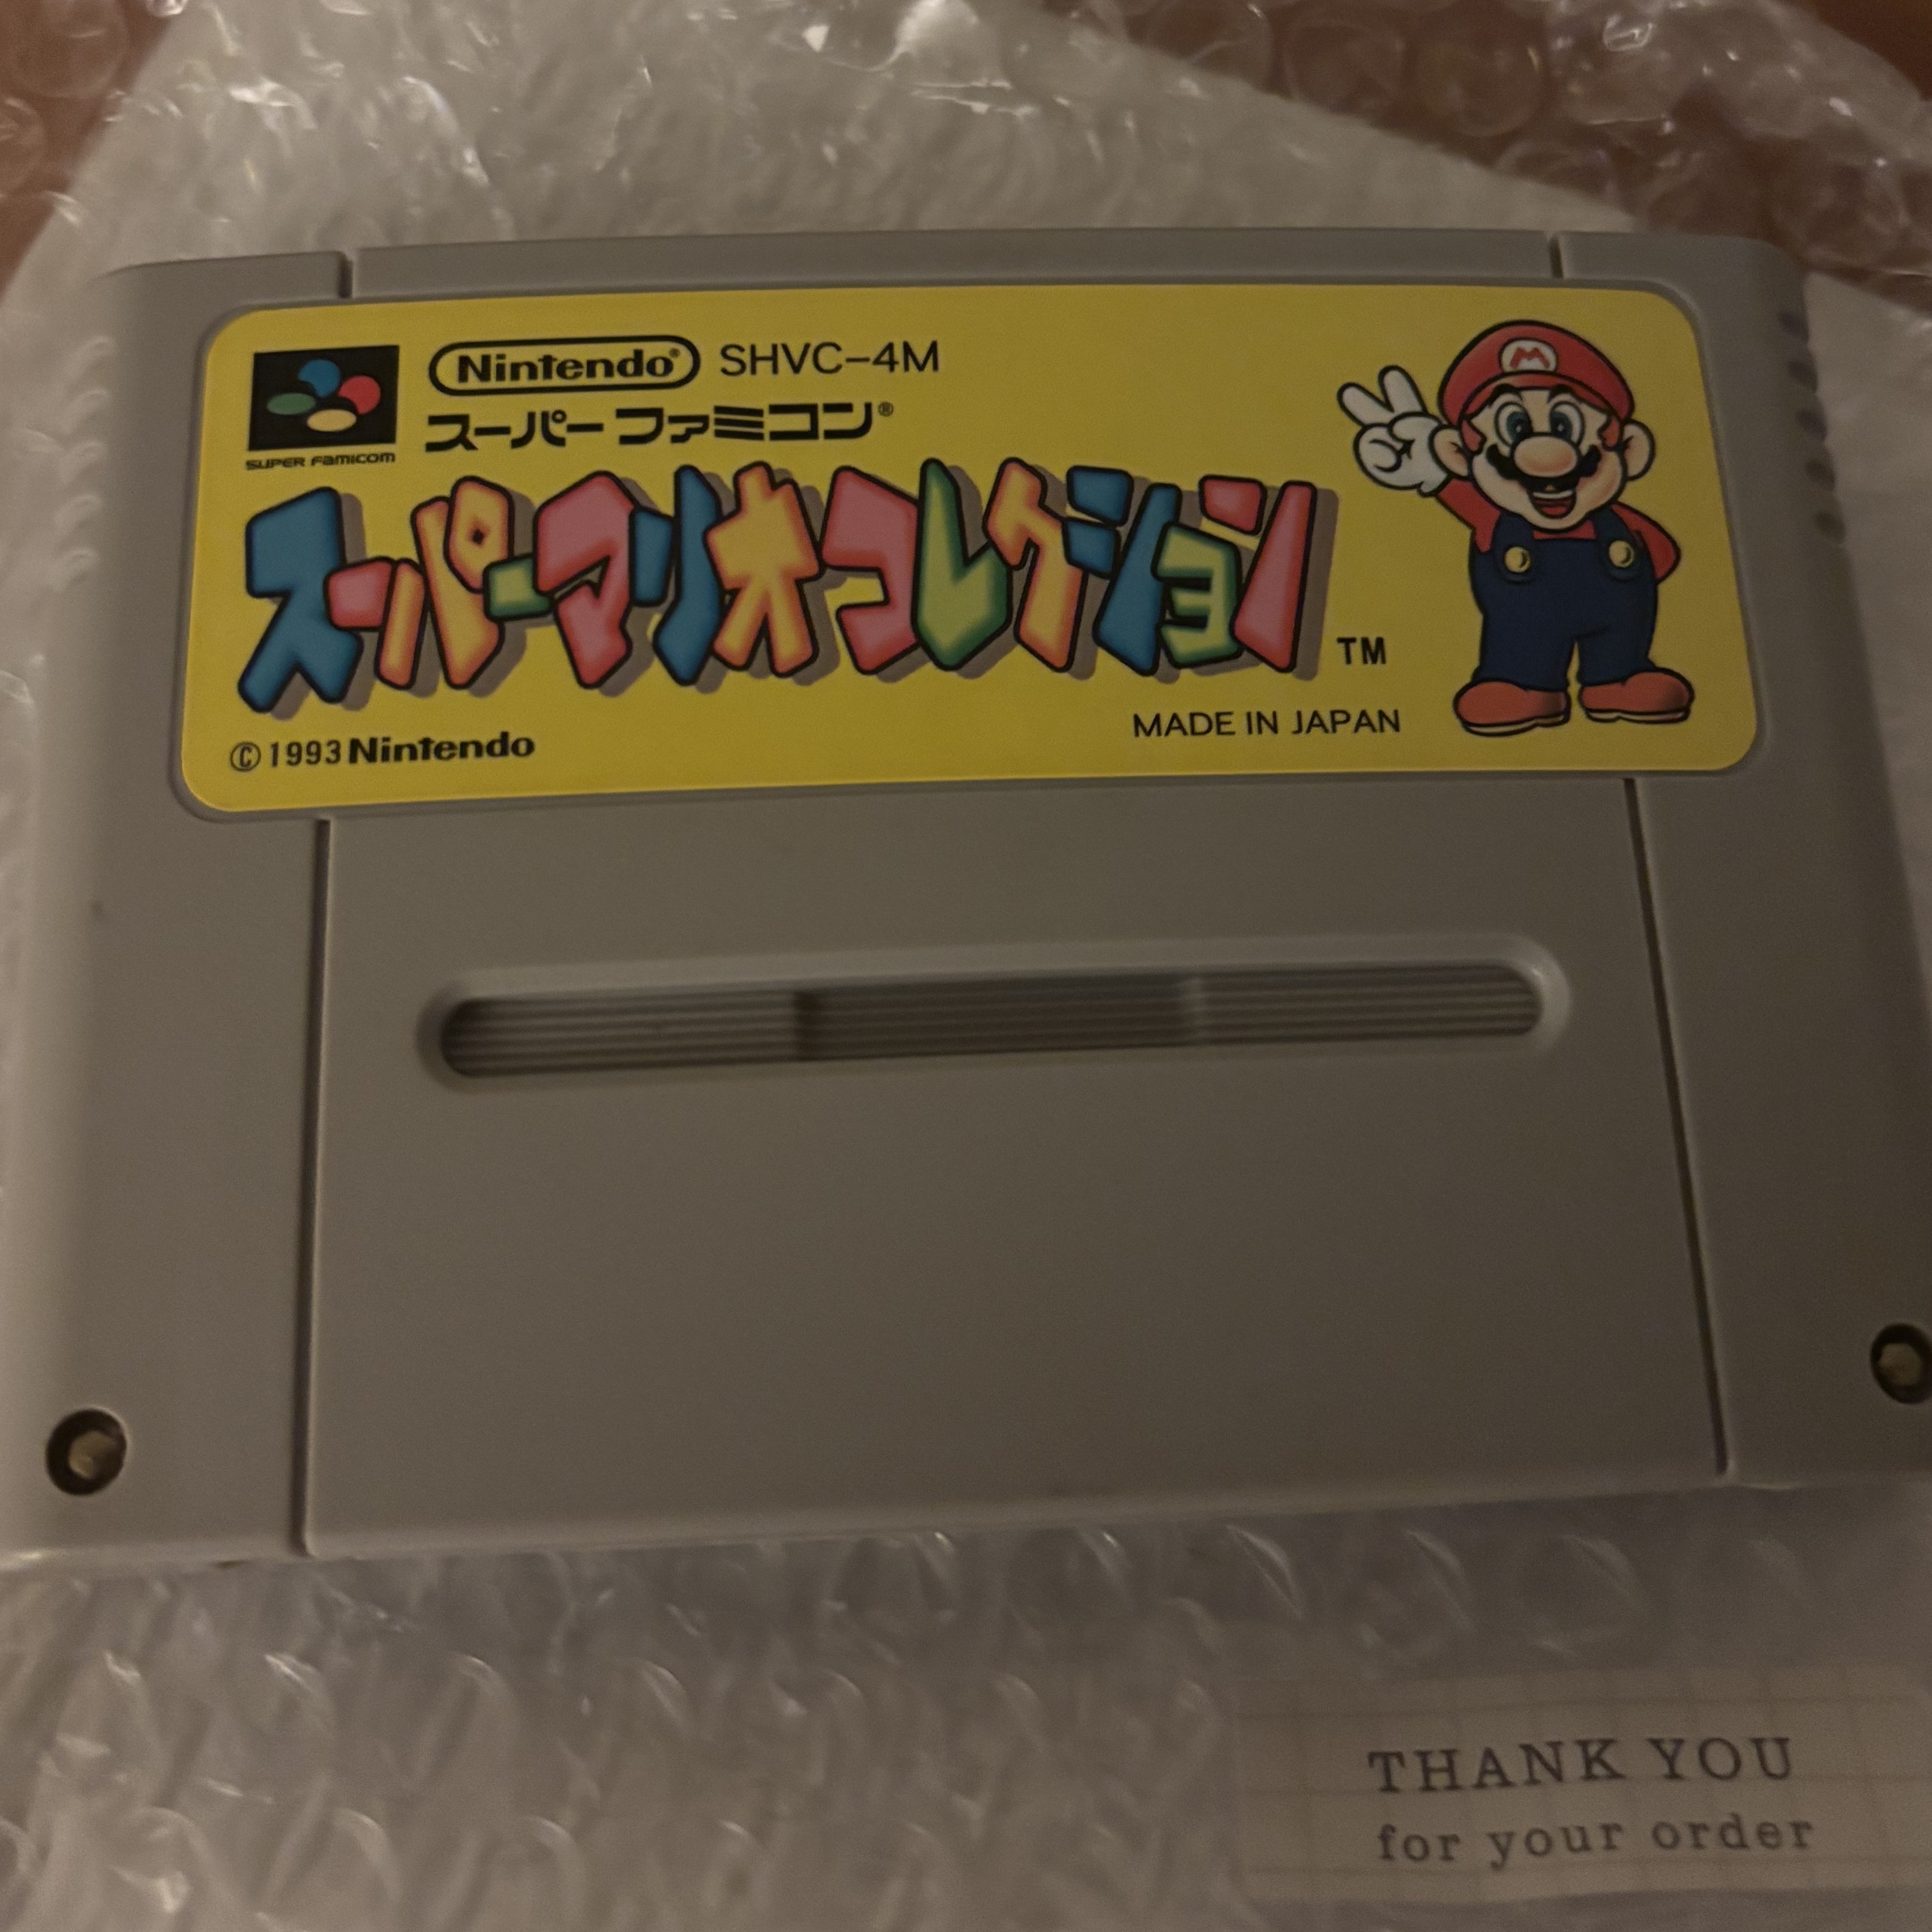 Nintendo® SHVC-4M
スーパーファミコン®
SUPER FAMICOM
スーパーマリオコレクション
TM
MADE IN JAPAN
©1993 Nintendo
M
THANK YOU
for your order